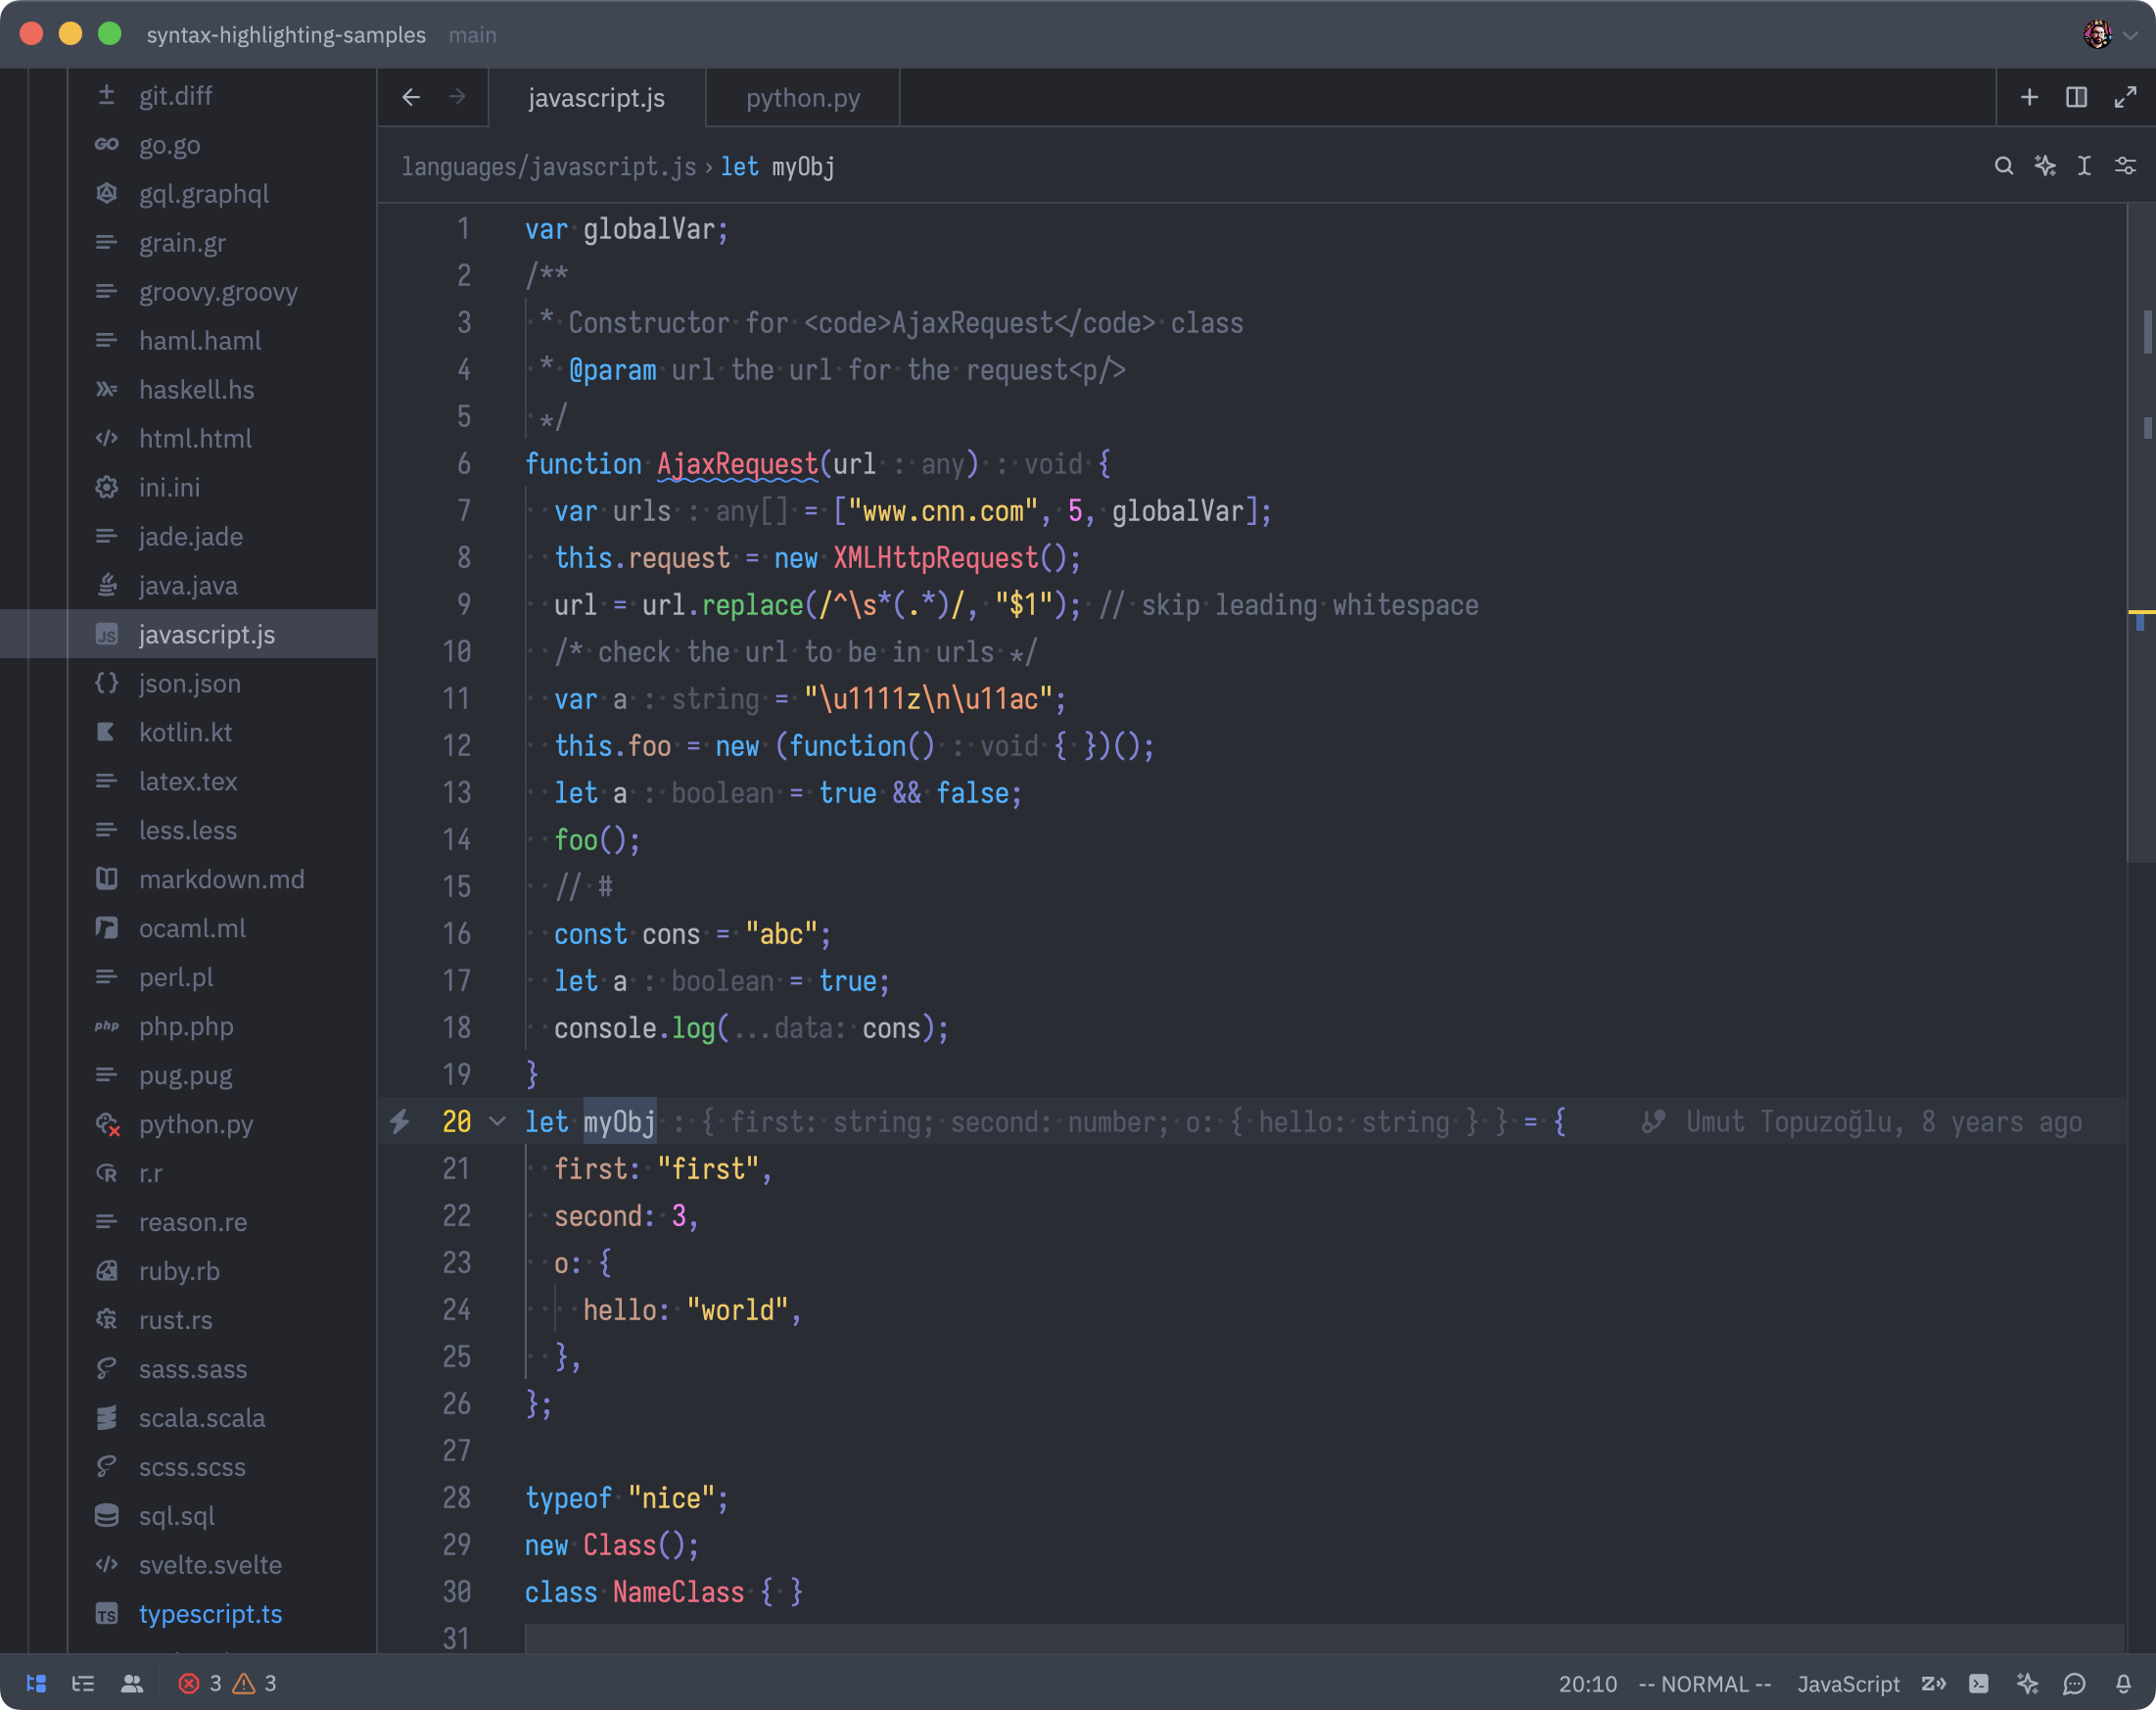 syntax-highlighting-samples main
git.diff
go.go
gql.graphql
grain.gr
groovy.groovy
haml.haml
haskell.hs
html.html
ini.ini
jade.jade
java.java
javascript.js
json.json
kotlin.kt
latex.tex
less.less
markdown.md
ocaml.ml
perl.pl
php.php
pug.pug
python.py
r.r
reason.re
ruby.rb
rust.rs
sass.sass
scala.scala
scss.scss
sql.sql
svelte.svelte
typescript.ts
javascript.js python.py
languages/javascript.js › let myObj
1 var globalVar;
2 /**
3  * Constructor for <code>AjaxRequest</code> class
4  * @param url the url for the request<p/>
5  */
6 function AjaxRequest(url : any) : void {
7   var urls : any[] = ["www.cnn.com", 5, globalVar];
8   this.request = new XMLHttpRequest();
9   url = url.replace(/^\s*(.*)/, "$1"); // skip leading whitespace
10   /* check the url to be in urls */
11   var a : string = "\u1111z\n\u11ac";
12   this.foo = new (function() : void { })();
13   let a : boolean = true && false;
14   foo();
15   // #
16   const cons = "abc";
17   let a : boolean = true;
18   console.log(...data: cons);
19 }
20 let myObj : { first: string; second: number; o: { hello: string } } = { Umut Topuzoğlu, 8 years ago
21   first: "first",
22   second: 3,
23   o: {
24     hello: "world",
25   },
26 };
27
28 typeof "nice";
29 new Class();
30 class NameClass { }
31
3 3 20:10 -- NORMAL -- JavaScript